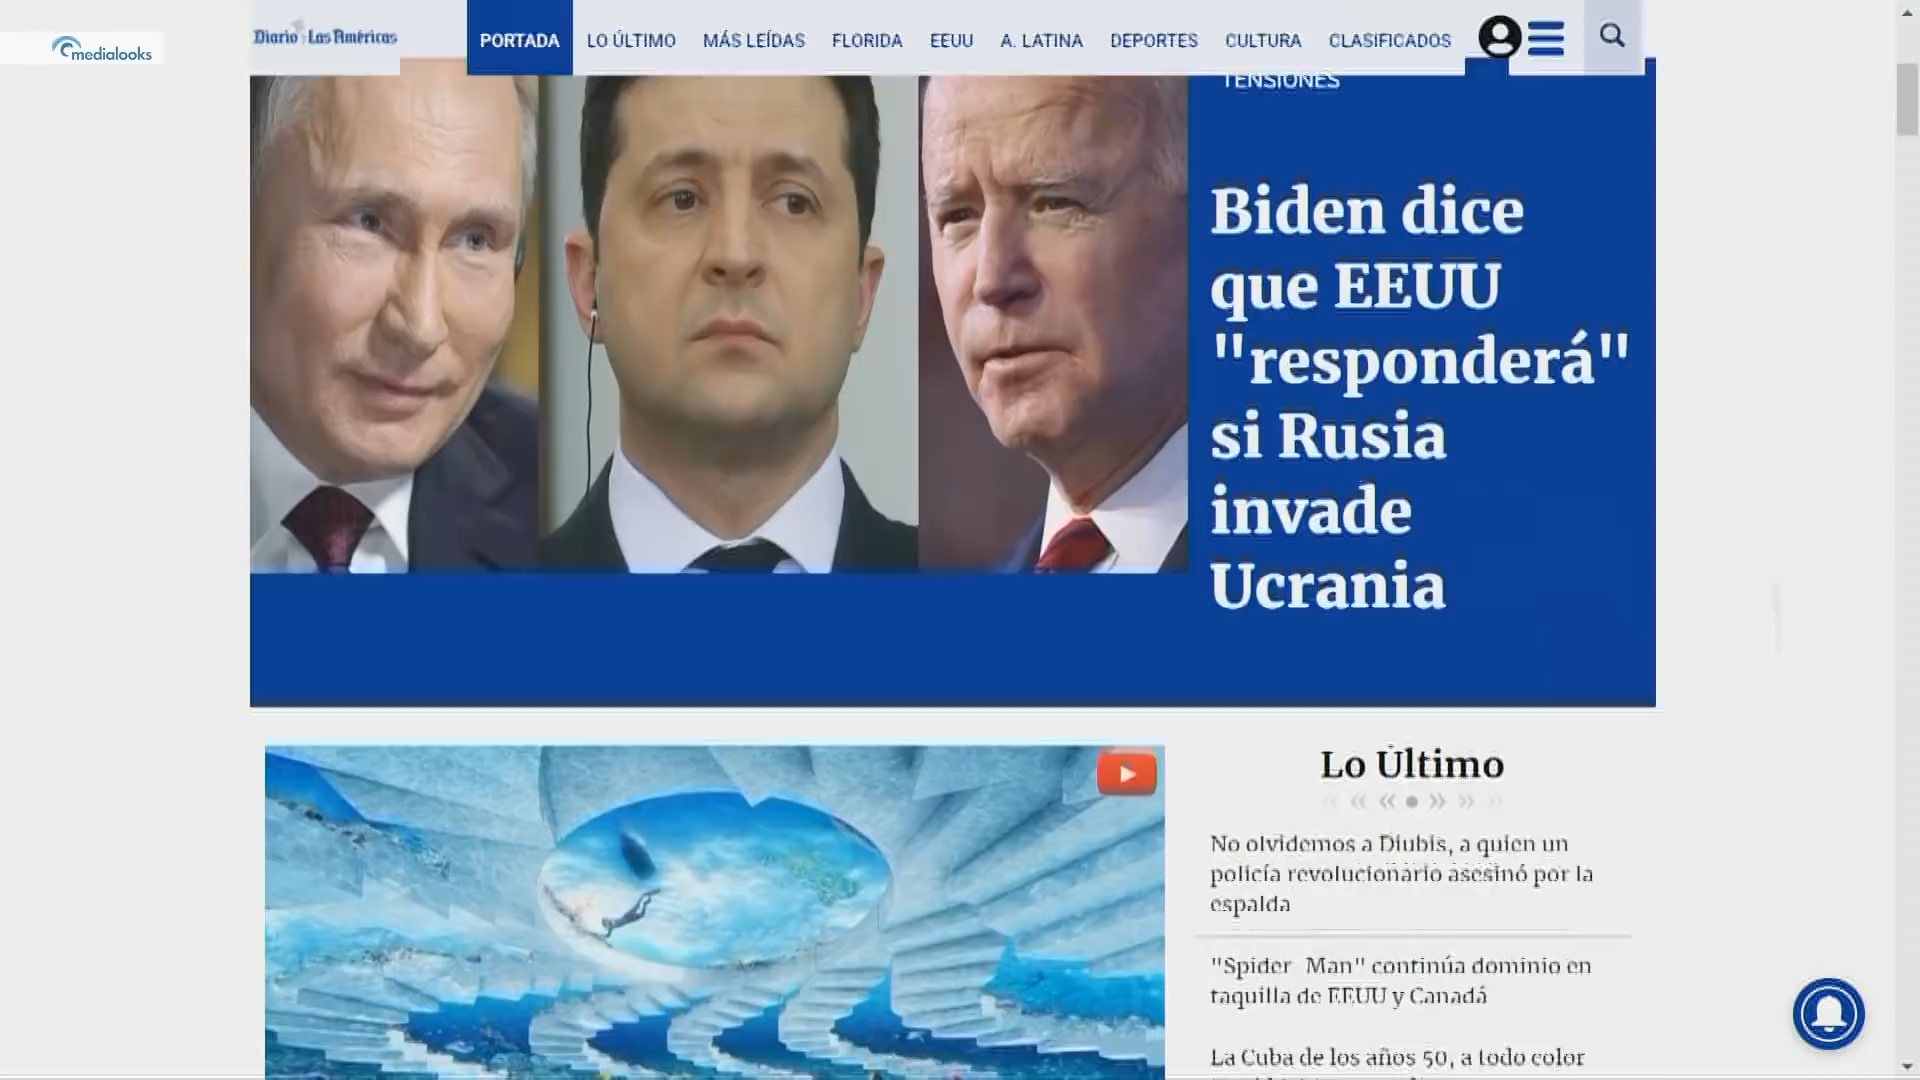 Diario Las Américas
PORTADA
LO ÚLTIMO
MÁS LEÍDAS
FLORIDA
EEUU
A. LATINA
DEPORTES
CULTURA
CLASIFICADOS
medialooks
TENSIONES
Biden dice
que EEUU
"responderá"
si Rusia
invade
Ucrania
Lo Último
No olvidemos a Diubis, a quien un
policía revolucionario asesinó por la
espalda
"Spider-Man" continúa dominio en
taquilla de EEUU y Canadá
La Cuba de los años 50, a todo color